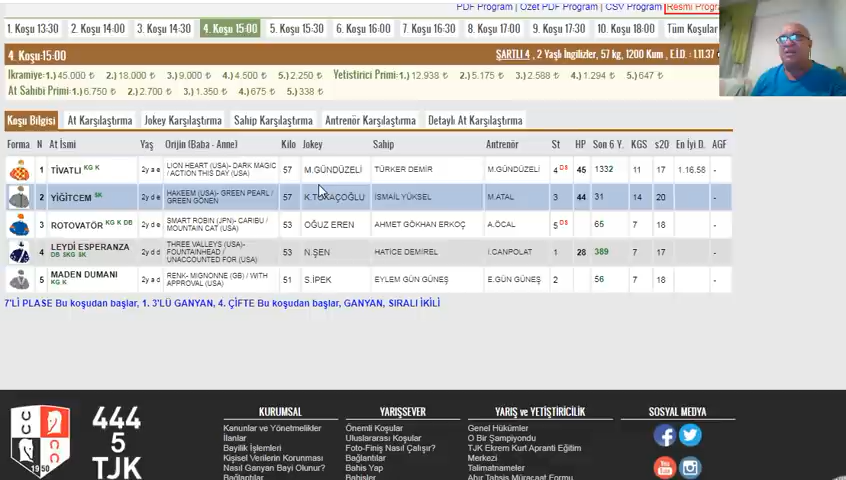 PDF Program | Özet PDF Program | CSV Program | Resmi Progra
1. Koşu 13:30 2. Koşu 14:00 3. Koşu 14:30 4. Koşu 15:00 5. Koşu 15:30 6. Koşu 16:00 7. Koşu 16:30 8. Koşu 17:00 9. Koşu 17:30 10. Koşu 18:00 Tüm Koşular
4. Koşu:15:00 ŞARTLI 4 , 2 Yaşlı İngilizler, 57 kg, 1200 Kum , E.İ.D. :1.11.37
Ikramiye:1.)45.000 ₺ 2.)18.000 ₺ 3.)9.000 ₺ 4.)4.500 ₺ 5.)2.250 ₺ Yetistirici Primi:1.)12.938 ₺ 2.)5.175 ₺ 3.)2.588 ₺ 4.)1.294 ₺ 5.)647 ₺
At Sahibi Primi:1.)6.750 ₺ 2.)2.700 ₺ 3.)1.350 ₺ 4.)675 ₺ 5.)338 ₺
Koşu Bilgisi At Karşılaştırma Jokey Karşılaştırma Sahip Karşılaştırma Antrenör Karşılaştırma Detaylı At Karşılaştırma
Forma N At İsmi Yaş Orijin (Baba - Anne) Kilo Jokey Sahip Antrenör St HP Son 6 Y. KGS s20 En İyi D. AGF
1 TİVATLI KG K 2y a e LION HEART (USA)- DARK MAGIC / ACTION THIS DAY (USA) 57 M.GÜNDÜZELİ TÜRKER DEMİR M.GÜNDÜZELİ 4 DS 45 1332 11 17 1.16.58 -
2 YİĞİTCEM SK 2y d e HAKEEM (USA)- GREEN PEARL / GREEN GÖNEN 57 K.TOKAÇOĞLU ISMAİL YÜKSEL M.ATAL 3 44 31 14 20 -
3 ROTOVATÖR KG K DB 2y d e SMART ROBIN (JPN)- CARIBU / MOUNTAIN CAT (USA) 53 OĞUZ EREN AHMET GÖKHAN ERKOÇ A.ÖCAL 5 DS 65 7 18 -
4 LEYDİ ESPERANZA DB SKG SK 2y d d THREE VALLEYS (USA)- FOUNTAINHEAD / UNACCOUNTED FOR (USA) 53 N.ŞEN HATİCE DEMİREL İ.CANPOLAT 1 28 389 7 17 -
5 MADEN DUMANI KG K 2y a d RENK- MIGNONNE (GB) / WITH APPROVAL (USA) 51 S.İPEK EYLEM GÜN GÜNEŞ E.GÜN GÜNEŞ 2 56 7 18 -
7'Lİ PLASE Bu koşudan başlar, 1. 3'LÜ GANYAN, 4. ÇİFTE Bu koşudan başlar, GANYAN, SIRALI İKİLİ
C C C C
1950
444
5
TJK
KURUMSAL
Kanunlar ve Yönetmelikler
İlanlar
Bayilik İşlemleri
Kişisel Verilerin Korunması
Nasıl Ganyan Bayi Olunur?
Bağlantılar
YARIŞSEVER
Önemli Koşular
Uluslararası Koşular
Foto-Finiş Nasıl Çalışır?
Bağlantılar
Bahis Yap
Bahisler
YARIŞ ve YETİŞTİRİCİLİK
Genel Hükümler
O Bir Şampiyondu
TJK Ekrem Kurt Apranti Eğitim
Merkezi
Talimatnameler
Ahır Tahsis Müracaat Formu
SOSYAL MEDYA
You Tube